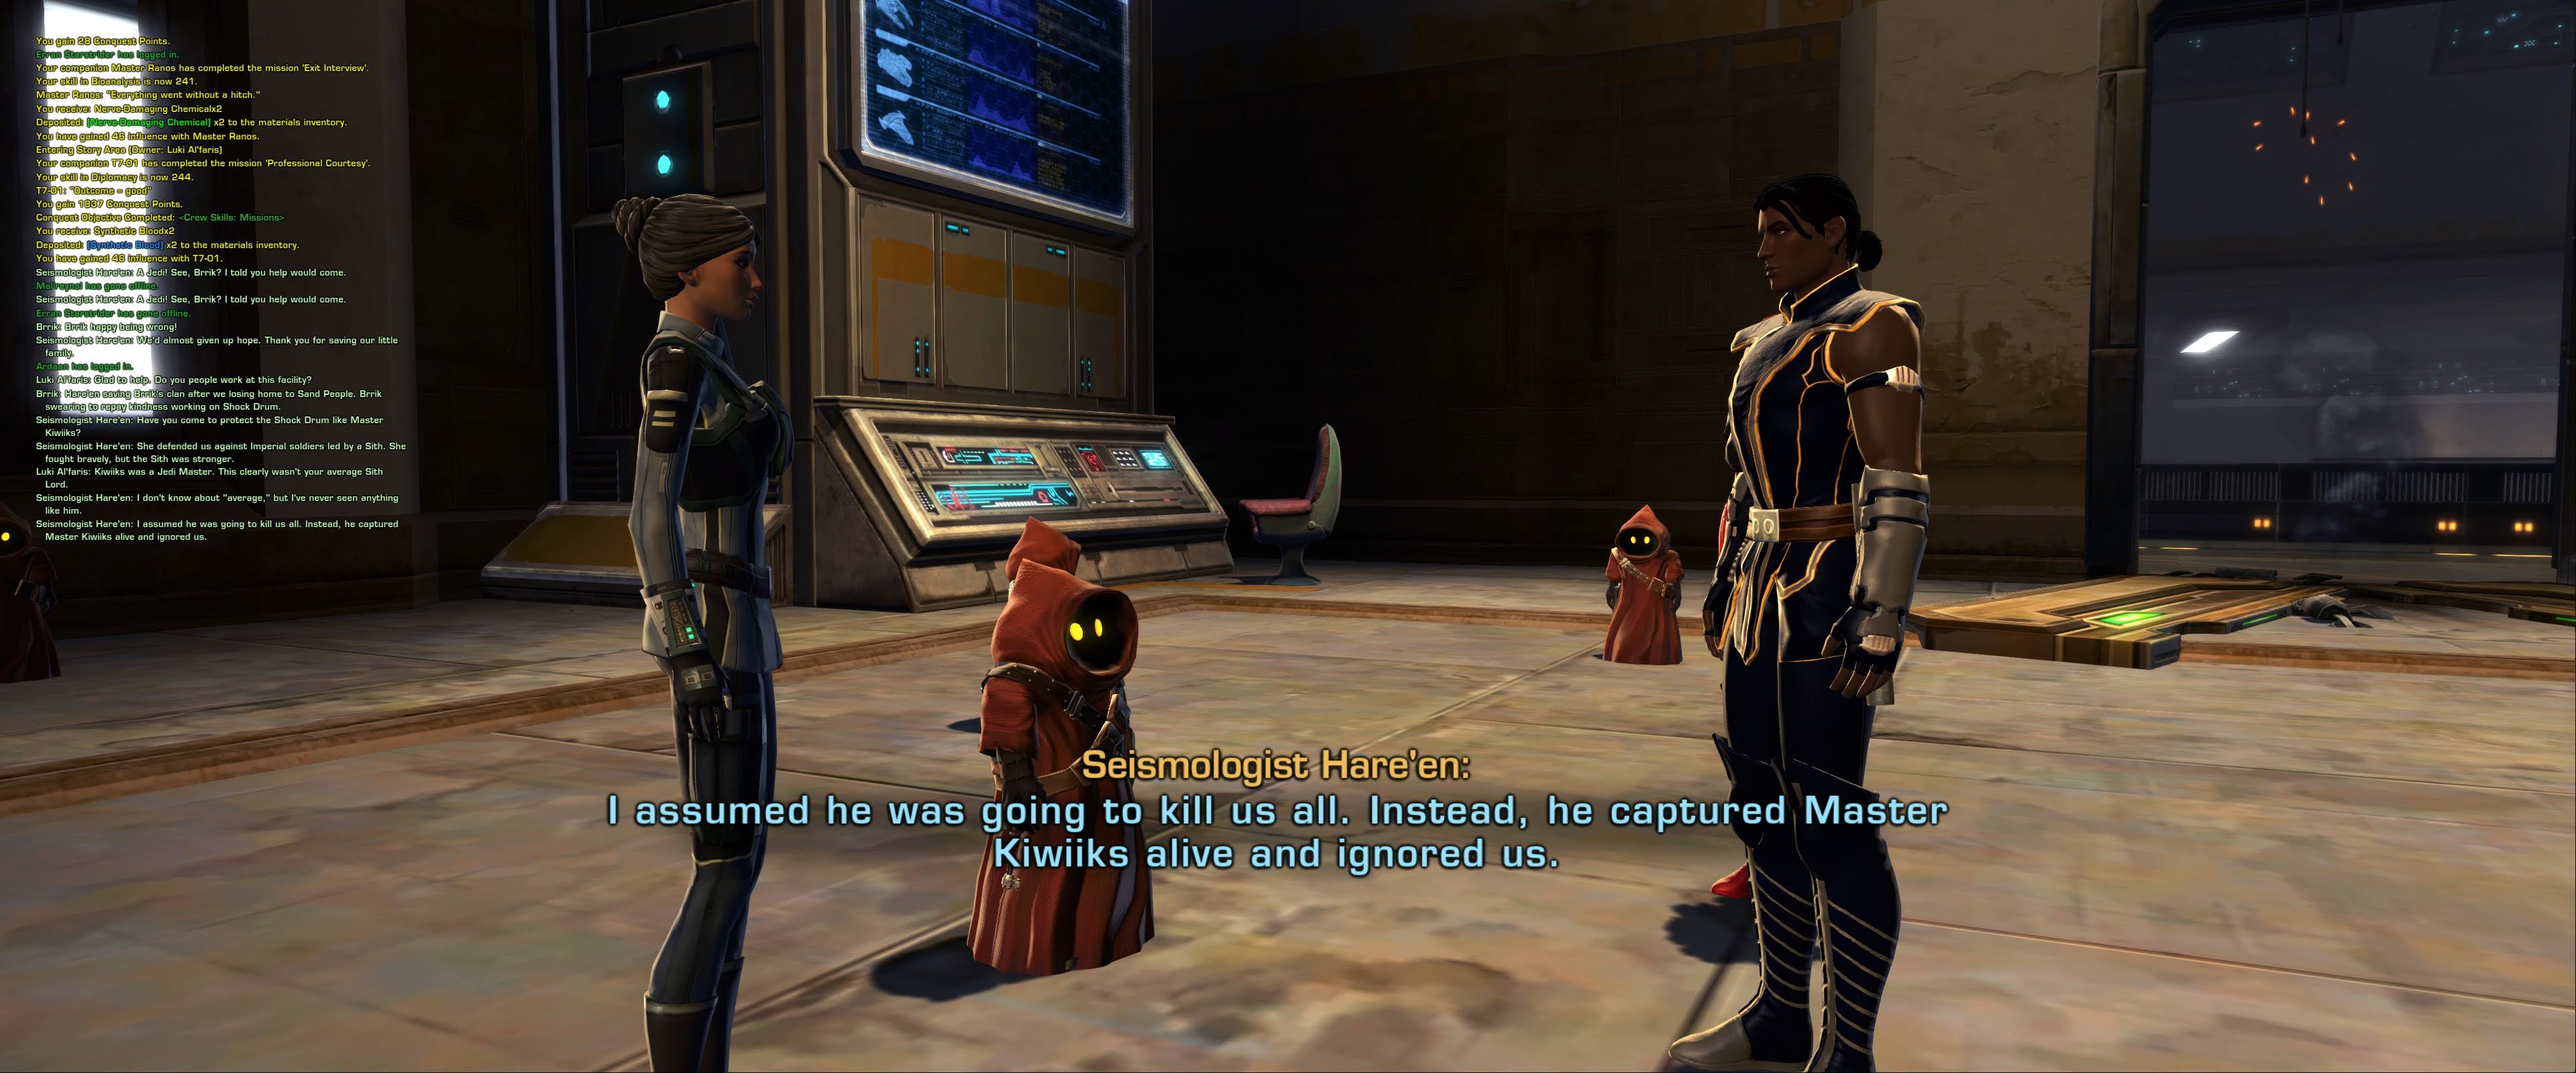 You gain 28 Conquest Points.
Erran Starstrider has logged in.
Your companion Master Ranos has completed the mission 'Exit Interview'.
Your skill in Bioanalysis is now 241.
Master Ranos: "Everything went without a hitch."
You receive: Nerve-Damaging Chemicalx2
Deposited: [Nerve-Damaging Chemical] x2 to the materials inventory.
You have gained 46 influence with Master Ranos.
Entering Story Area (Owner: Luki Al'faris)
Your companion T7-01 has completed the mission 'Professional Courtesy'.
Your skill in Diplomacy is now 244.
T7-01: "Outcome = good"
You gain 1837 Conquest Points.
Conquest Objective Completed: <Crew Skills: Missions>
You receive: Synthetic Bloodx2
Deposited: [Synthetic Blood] x2 to the materials inventory.
You have gained 46 influence with T7-01.
Seismologist Hare'en: A Jedi! See, Brrik? I told you help would come.
has gone offline.
Seismologist Hare'en: A Jedi! See, Brrik? I told you help would come.
Erran Starstrider has gone offline.
Brrik: Brrik happy being wrong!
Seismologist Hare'en: We'd almost given up hope. Thank you for saving our little
family.
Ardaan has logged in.
Luki Al'faris: Glad to help. Do you people work at this facility?
Brrik: Hare'en saving Brrik's clan after we losing home to Sand People. Brrik
swearing to repay kindness working on Shock Drum.
Seismologist Hare'en: Have you come to protect the Shock Drum like Master
Kiwiiks?
Seismologist Hare'en: She defended us against Imperial soldiers led by a Sith. She
fought bravely, but the Sith was stronger.
Luki Al'faris: Kiwiiks was a Jedi Master. This clearly wasn't your average Sith
Lord.
Seismologist Hare'en: I don't know about "average," but I've never seen anything
like him.
Seismologist Hare'en: I assumed he was going to kill us all. Instead, he captured
Master Kiwiiks alive and ignored us.
Seismologist Hare'en:
I assumed he was going to kill us all. Instead, he captured Master
Kiwiiks alive and ignored us.